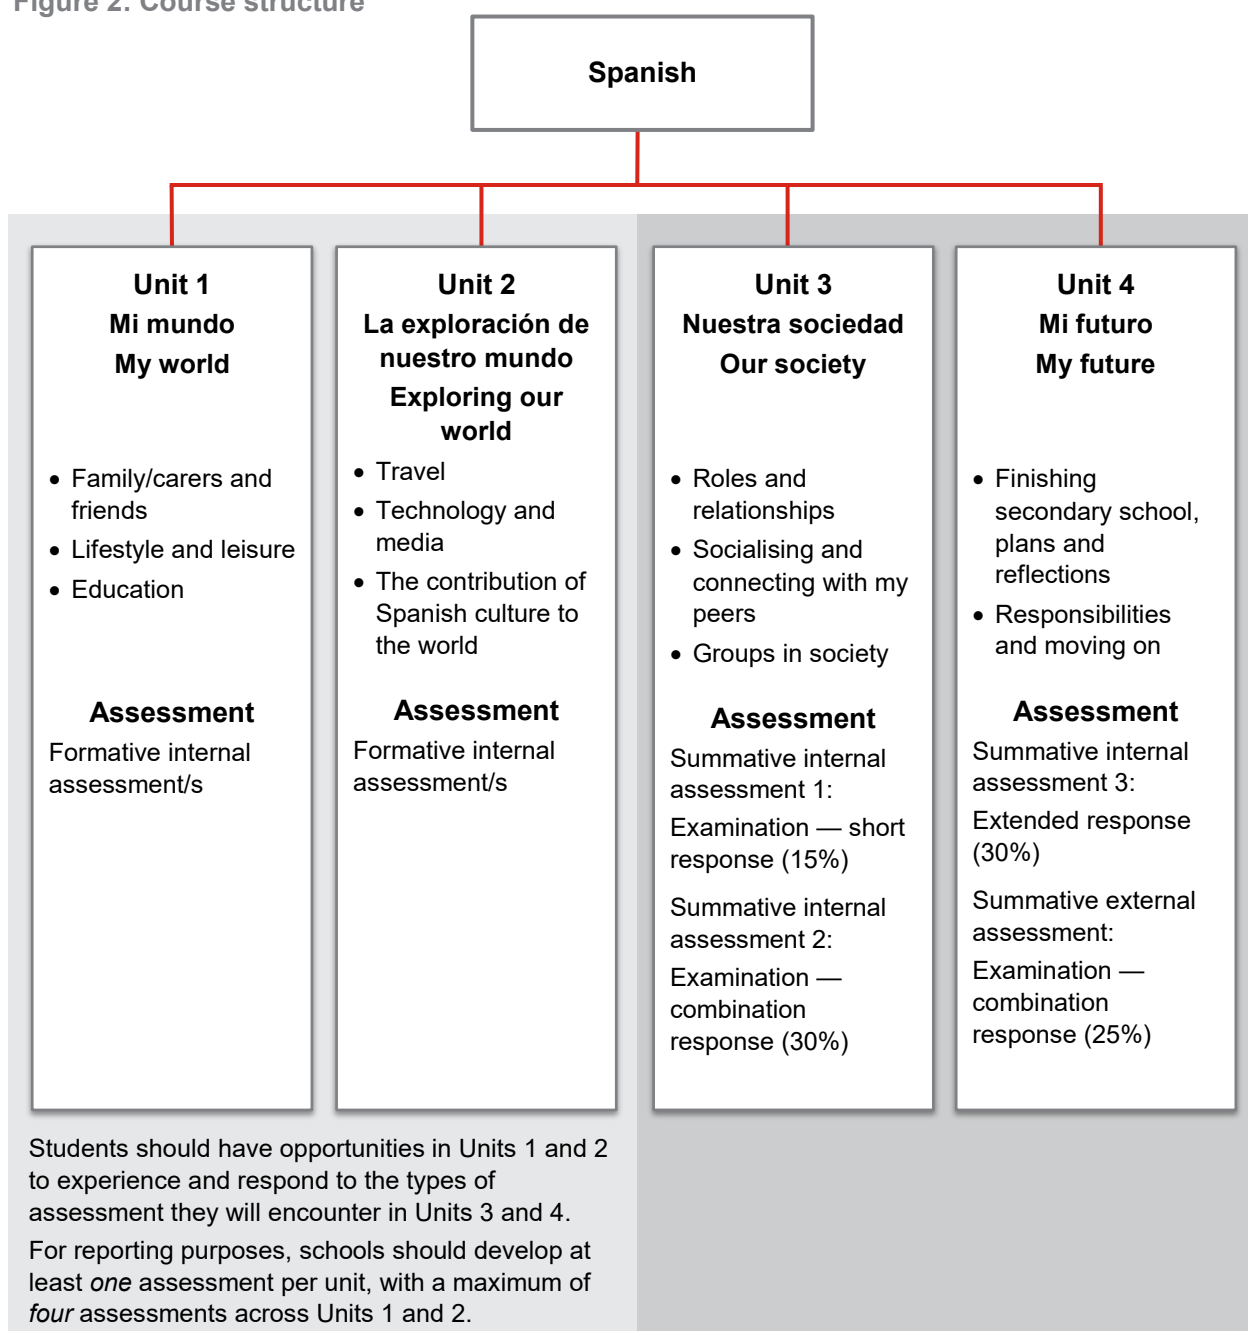 Figure 2: Course structure
Spanish
Unit 1
Mi mundo
My world
• Family/carers and
friends
• Lifestyle and leisure
• Education
Assessment
Formative internal
assessment/s
Unit 2
La exploración de
nuestro mundo
Exploring our
world
• Travel
• Technology and
media
• The contribution of
Spanish culture to
the world
Assessment
Formative internal
assessment/s
Unit 3
Nuestra sociedad
Our society
• Roles and
relationships
• Socialising and
connecting with my
peers
• Groups in society
Assessment
Summative internal
assessment 1:
Examination — short
response (15%)
Summative internal
assessment 2:
Examination —
combination
response (30%)
Unit 4
Mi futuro
My future
• Finishing
secondary school,
plans and
reflections
• Responsibilities
and moving on
Assessment
Summative internal
assessment 3:
Extended response
(30%)
Summative external
assessment:
Examination —
combination
response (25%)
Students should have opportunities in Units 1 and 2
to experience and respond to the types of
assessment they will encounter in Units 3 and 4.
For reporting purposes, schools should develop at
least one assessment per unit, with a maximum of
four assessments across Units 1 and 2.